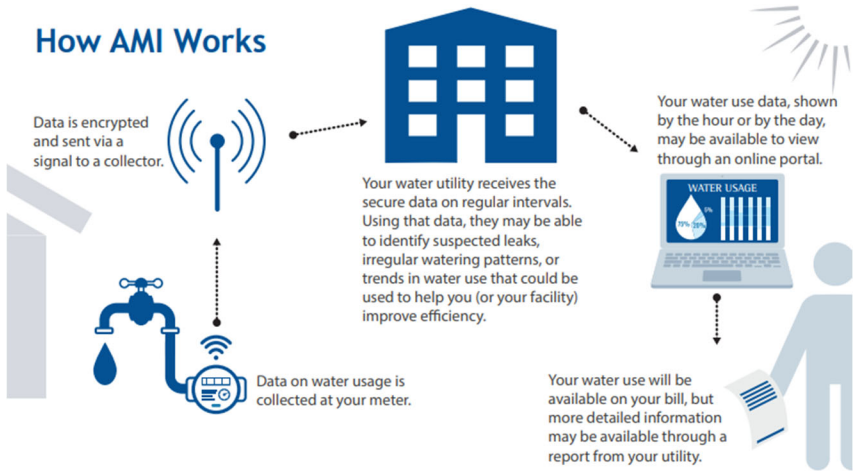 How AMI Works
Data is encrypted
and sent via a
signal to a collector.
Your water utility receives the
secure data on regular intervals.
Using that data, they may be able
to identify suspected leaks,
irregular watering patterns, or
trends in water use that could be
used to help you (or your facility)
improve efficiency.
Your water use data, shown
by the hour or by the day,
may be available to view
through an online portal.
WATER USAGE
5%
75%
20%
Data on water usage is
collected at your meter.
Your water use will be
available on your bill, but
more detailed information
may be available through a
report from your utility.